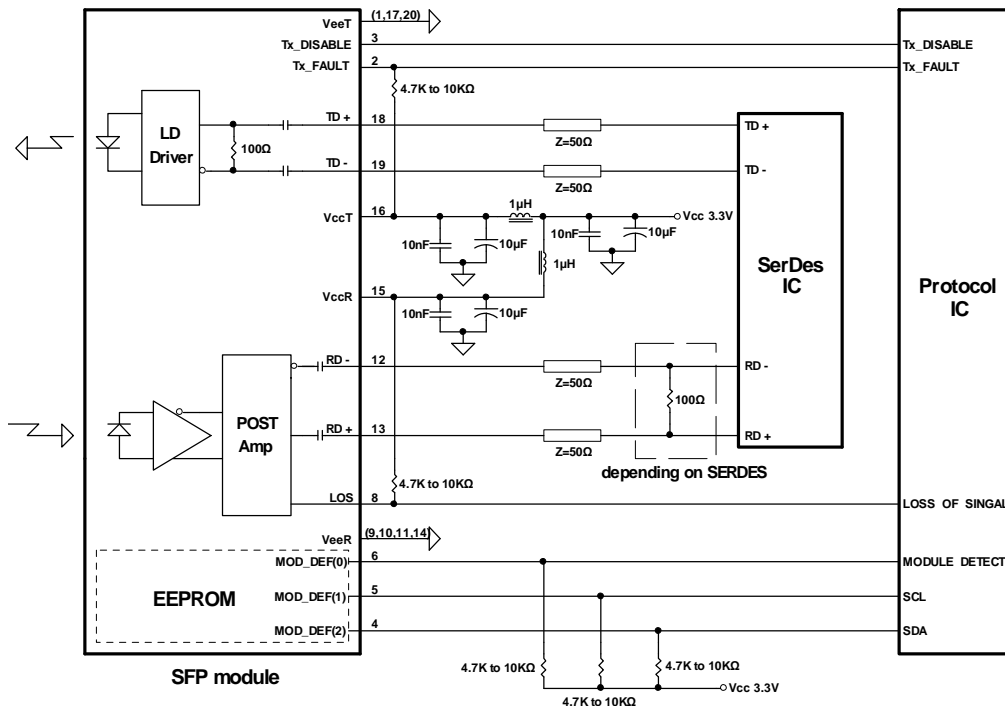 VeeT (1,17,20)
Tx_DISABLE 3 Tx_DISABLE
Tx_FAULT 2 Tx_FAULT
4.7K to 10KΩ
LD
Driver
100Ω
TD + 18 Z=50Ω TD +
TD - 19 Z=50Ω TD -
VccT 16 1µH Vcc 3.3V
10nF 10µF 10nF 10µF
1µH
SerDes
IC
Protocol
IC
VccR 15
10nF 10µF
RD - 12 Z=50Ω RD -
100Ω
POST
Amp
RD + 13 Z=50Ω RD +
depending on SERDES
4.7K to 10KΩ
LOS 8 LOSS OF SINGAL
VeeR (9,10,11,14)
MOD_DEF(0) 6 MODULE DETECT
EEPROM
MOD_DEF(1) 5 SCL
MOD_DEF(2) 4 SDA
4.7K to 10KΩ 4.7K to 10KΩ
4.7K to 10KΩ
Vcc 3.3V
SFP module